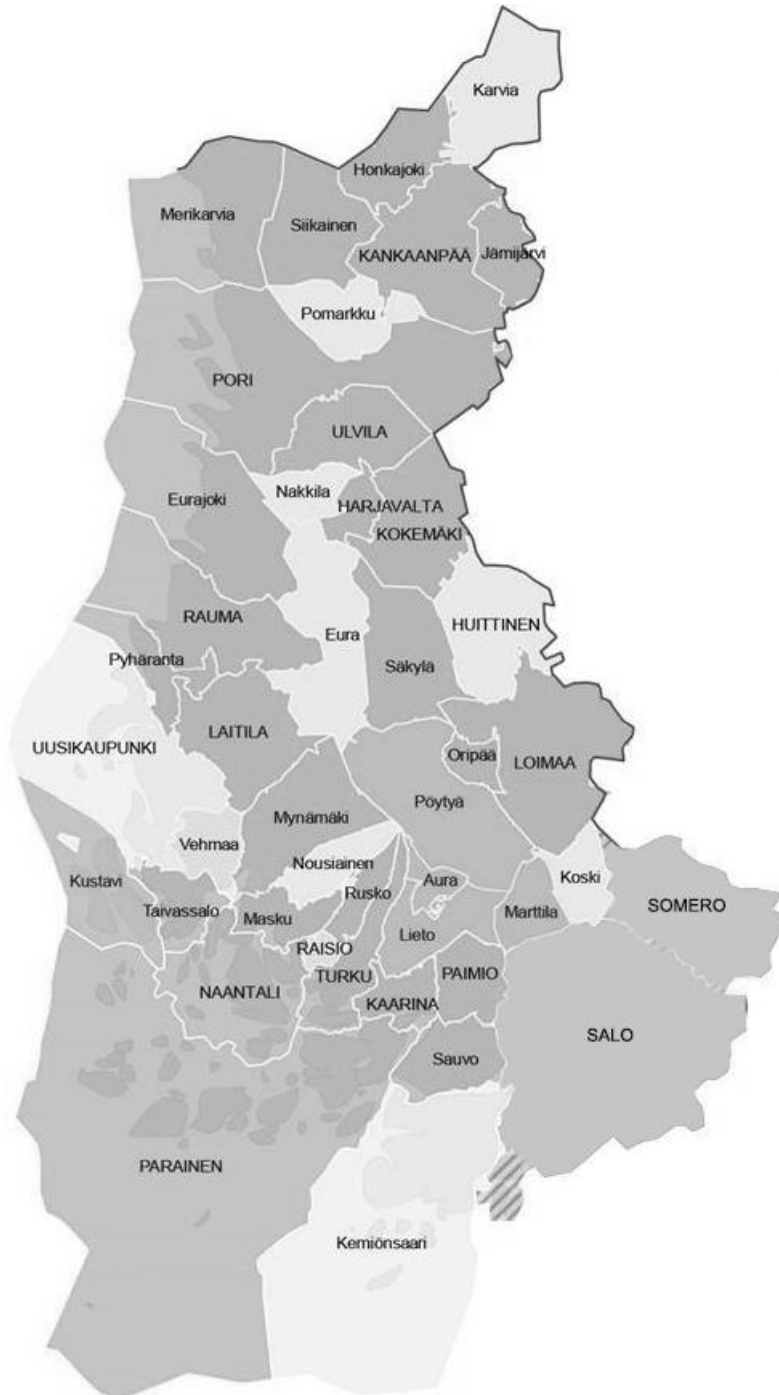 Karvia
Honkajoki
Merikarvia
Siikainen
KANKAANPÄÄ
Jämijärvi
Pomarkku
PORI
ULVILA
Nakkila
Eurajoki
HARJAVALTA
KOKEMÄKI
RAUMA
HUITTINEN
Eura
Pyhäranta
Säkylä
LAITILA
UUSIKAUPUNKI
Oripää
LOIMAA
Pöytyä
Mynämäki
Vehmaa
Nousiainen
Kustavi
Aura
Koski
Rusko
Taivassalo
Masku
Marttila
SOMERO
Lieto
RAISIO
NAANTALI
TURKU
PAIMIO
KAARINA
SALO
Sauvo
PARAINEN
Kemiönsaari